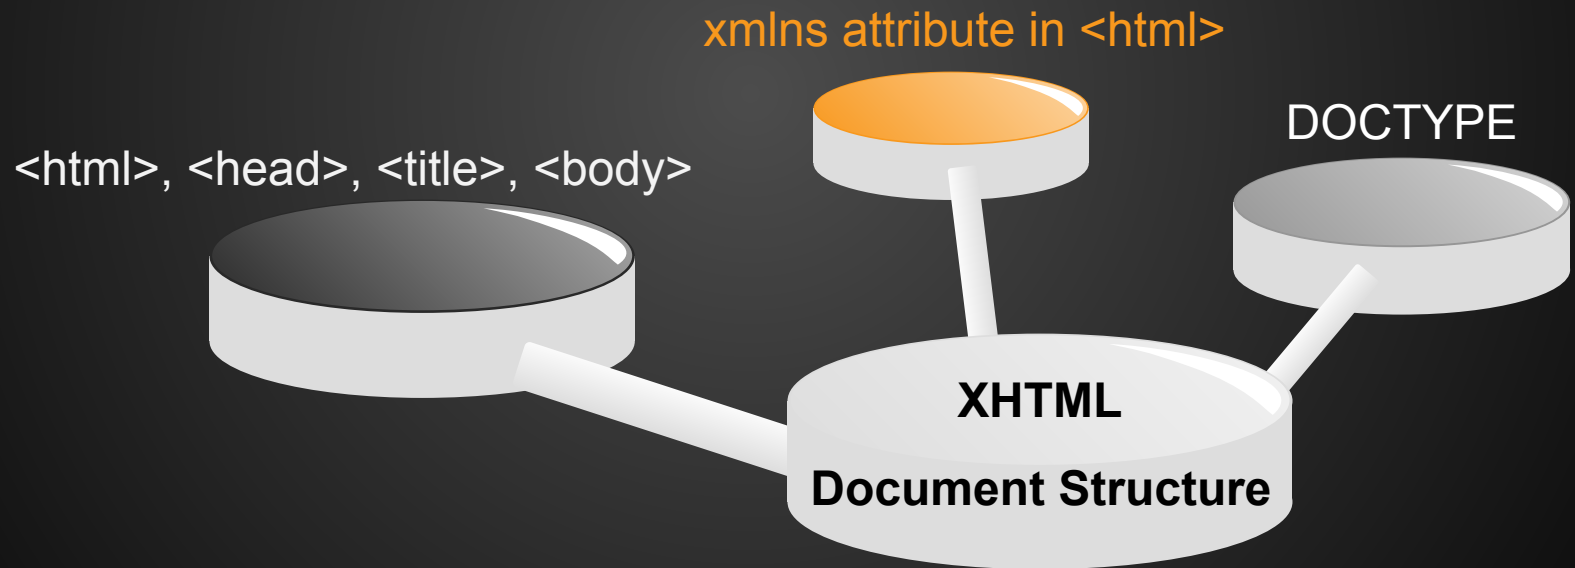 xmlns attribute in <html>
DOCTYPE
<html>, <head>, <title>, <body>
XHTML
Document Structure